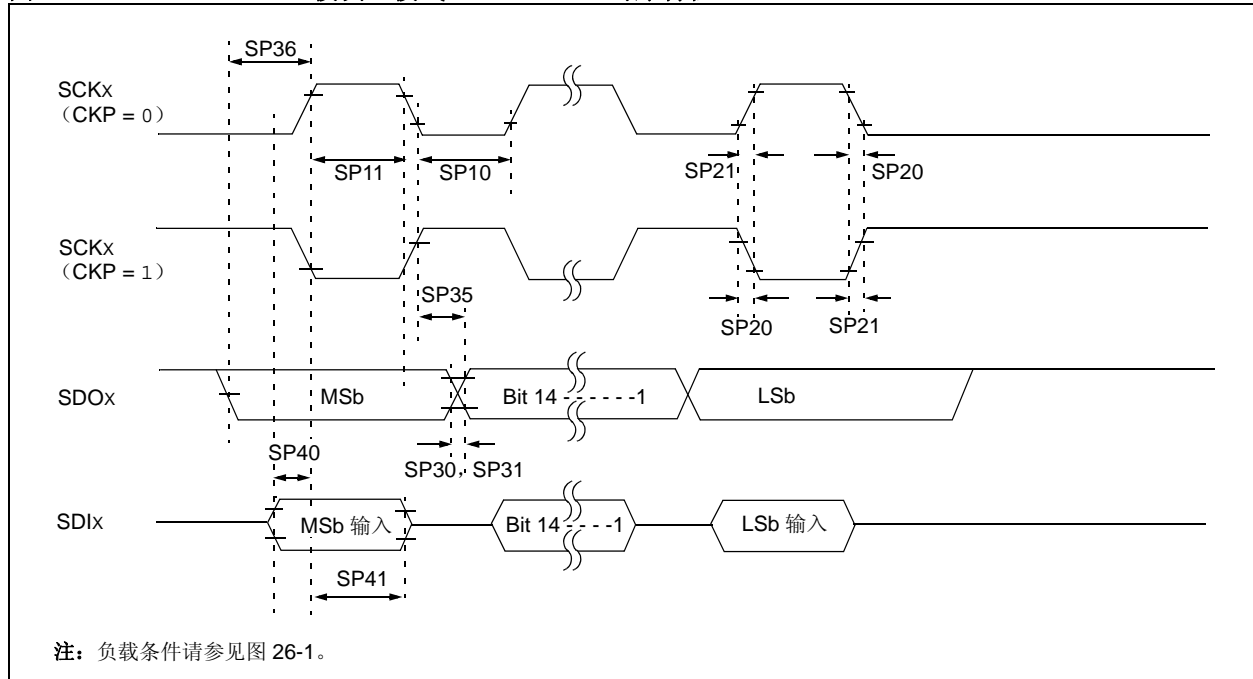 SP36
SCKX
（CKP = 0）
SP11
SP10
SP21
SP20
SCKX
（CKP = 1）
SP35
SP20
SP21
SDOX
MSb
Bit 14 - - - - - -1
LSb
SP40
SP30，SP31
SDIX
MSb 输入
Bit 14 - - - -1
LSb 输入
SP41
注：负载条件请参见图 26-1。